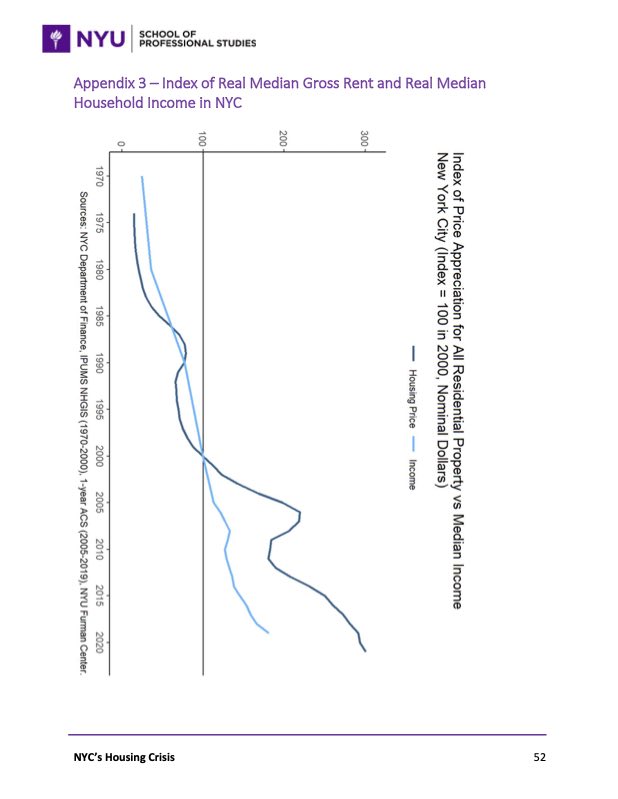 NYU
SCHOOL OF
PROFESSIONAL STUDIES
Appendix 3 – Index of Real Median Gross Rent and Real Median
Household Income in NYC
Index of Price Appreciation for All Residential Property vs Median Income
New York City (Index = 100 in 2000, Nominal Dollars)
Housing Price
Income
300
200
100
0
1970
1975
1980
1985
1990
1995
2000
2005
2010
2015
2020
Sources: NYC Department of Finance, IPUMS NHGIS (1970-2000), 1-year ACS (2005-2019), NYU Furman Center.
NYC's Housing Crisis
52